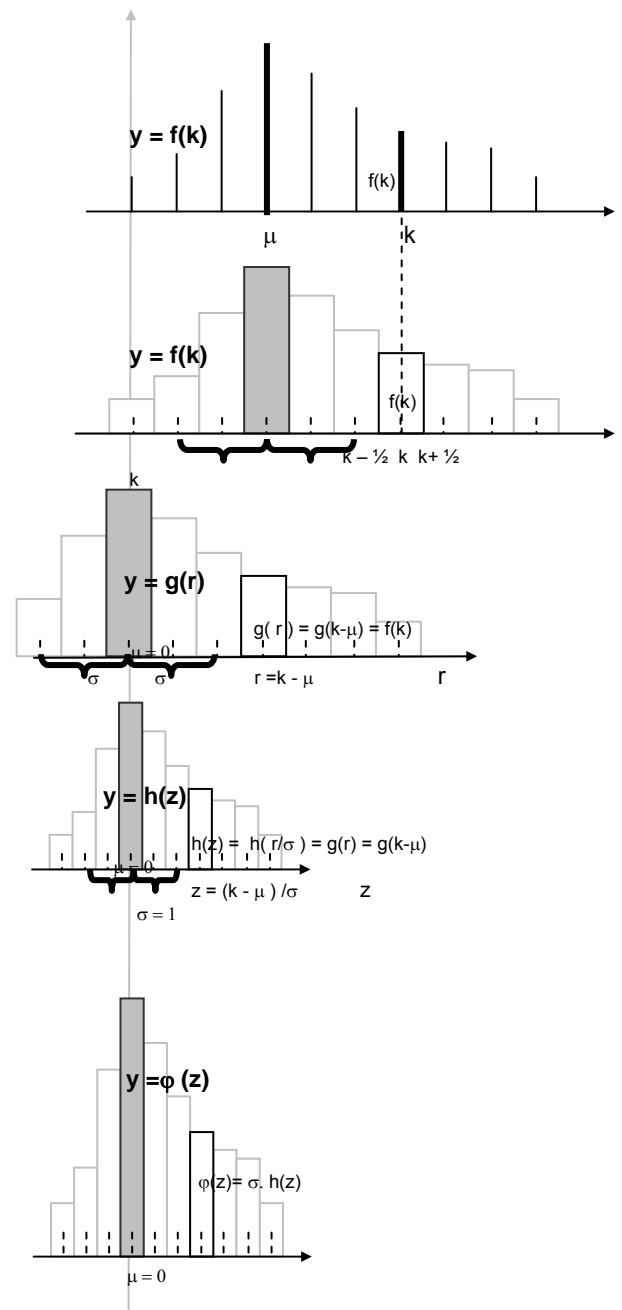 y = f(k)
f(k)
μ
k
y = f(k)
f(k)
k – ½ k k+ ½
k
y = g(r)
g( r ) = g(k-μ) = f(k)
μ = 0
σ
σ
r =k - μ
r
y = h(z)
h(z) = h( r/σ ) = g(r) = g(k-μ)
μ = 0
z = (k - μ ) /σ
z
σ = 1
y =φ (z)
φ(z)= σ. h(z)
μ = 0